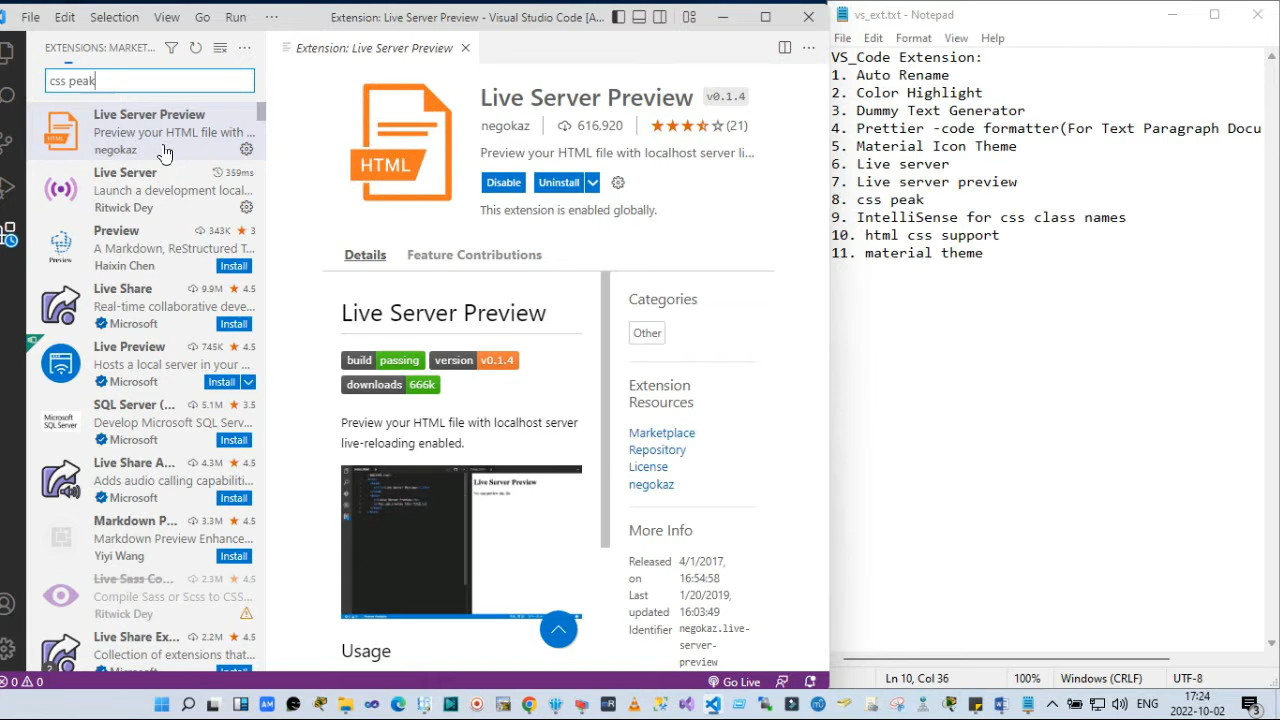 File Edit Selection View Go Run ··· Extension: Live Server Preview - Visual Studio Code [A...
EXTENSIONS: MARKET...
css peak
Live Server Preview
Preview your HTML file with ...
negokaz
Live Server 359ms
Launch a development local...
Ritwick Dey
Preview 343K ★ 3
A Markdown, ReStructured T...
Haixin Chen Install
Preview
Live Share 9.9M ★ 4.5
Real-time collaborative deve...
Microsoft Install
Live Preview 745K ★ 4.5
Hosts a local server in your ...
Microsoft Install
SQL Server (... 5.1M ★ 3.5
Develop Microsoft SQL Serv...
Microsoft Install
Microsoft
SQL Server
Live Share A... 4.3M ★ 4.5
Adds audio calling capabiliti...
Microsoft Install
Markdown P... 3.3M ★ 4.5
Markdown Preview Enhance...
Yiyi Wang Install
Live Sass Co... 2.3M ★ 4.5
Compile Sass or Scss to CSS...
Ritwick Dey
Live Share Ex... 2.2M ★ 4.5
Collection of extensions that...
Microsoft Install
Extension: Live Server Preview
HTML
Live Server Preview v0.1.4
negokaz 616,920 (21)
Preview your HTML file with localhost server li...
Disable Uninstall
This extension is enabled globally.
Details Feature Contributions
Live Server Preview
build passing version v0.1.4
downloads 666k
Preview your HTML file with localhost server
live-reloading enabled.
Live Server Preview
Usage
Categories
Other
Extension
Resources
Marketplace
Repository
License
negokaz
More Info
Released 4/1/2017,
on 16:54:58
Last 1/20/2019,
updated 16:03:49
Identifier negokaz.live-
server-
preview
0 0 Go Live
vs_ext.txt - Notepad
File Edit Format View Help
VS_Code Extension:
1. Auto Rename
2. Color Highlight
3. Dummy Text Generator
4. Prettier -code formatter(For Text Paragraph Docu
5. Material Icon Theme
6. Live server
7. Live server preview
8. css peak
9. IntelliSense for css class names
10. html css support
11. material theme
Ln 10, Col 36 100% Windows (CRLF) UTF-8
ENG 17:24
2022-10-02 3